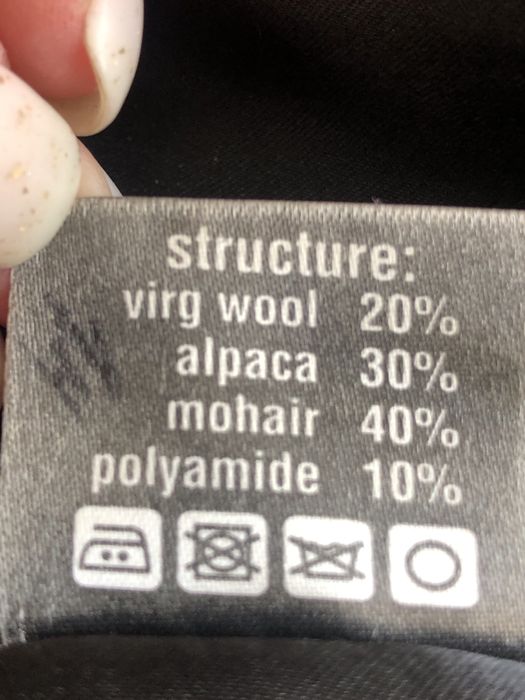 structure:
virg wool 20%
alpaca 30%
mohair 40%
polyamide 10%